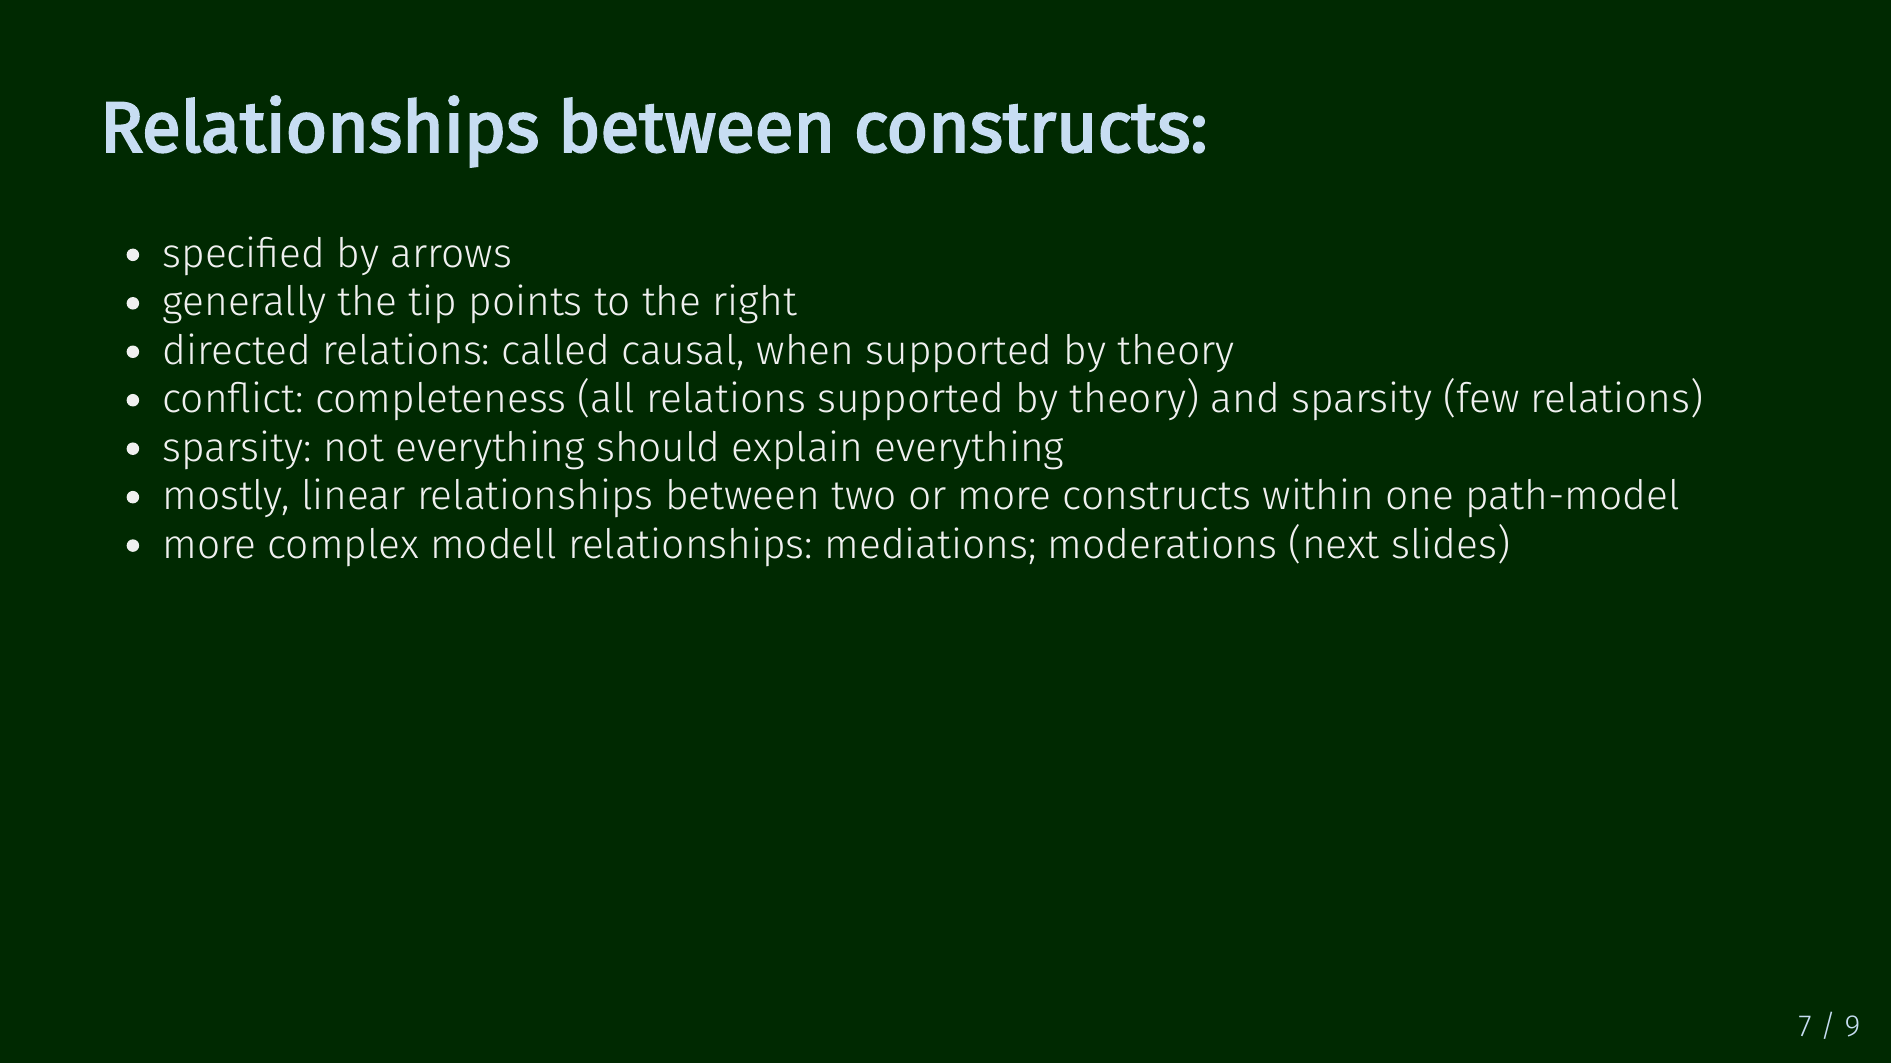 Relationships between constructs:
• specified by arrows
• generally the tip points to the right
• directed relations: called causal, when supported by theory
• conflict: completeness (all relations supported by theory) and sparsity (few relations)
• sparsity: not everything should explain everything
• mostly, linear relationships between two or more constructs within one path-model
• more complex modell relationships: mediations; moderations (next slides)
7 / 9